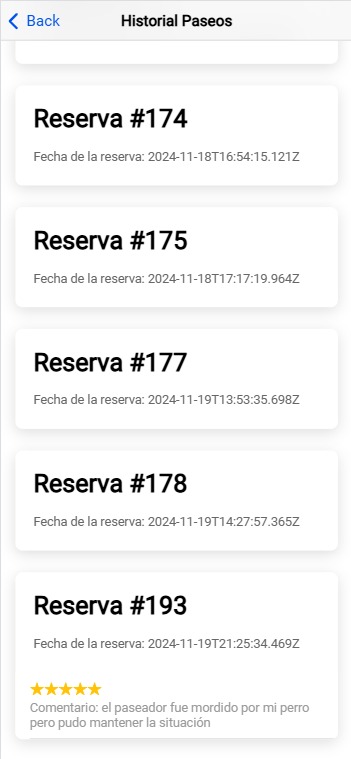 Back
Historial Paseos
Reserva #174
Fecha de la reserva: 2024-11-18T16:54:15.121Z
Reserva #175
Fecha de la reserva: 2024-11-18T17:17:19.964Z
Reserva #177
Fecha de la reserva: 2024-11-19T13:53:35.698Z
Reserva #178
Fecha de la reserva: 2024-11-19T14:27:57.365Z
Reserva #193
Fecha de la reserva: 2024-11-19T21:25:34.469Z
Comentario: el paseador fue mordido por mi perro
pero pudo mantener la situación